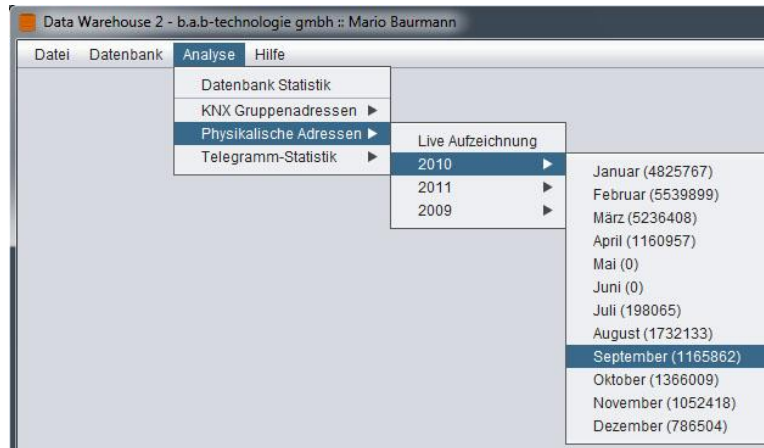 Data Warehouse 2 - b.a.b-technologie gmbh :: Mario Baurmann
Datei Datenbank Analyse Hilfe
Datenbank Statistik
KNX Gruppenadressen
Physikalische Adressen
Telegramm-Statistik
Live Aufzeichnung
2010
2011
2009
Januar (4825767)
Februar (5539899)
März (5236408)
April (1160957)
Mai (0)
Juni (0)
Juli (198065)
August (1732133)
September (1165862)
Oktober (1366009)
November (1052418)
Dezember (786504)